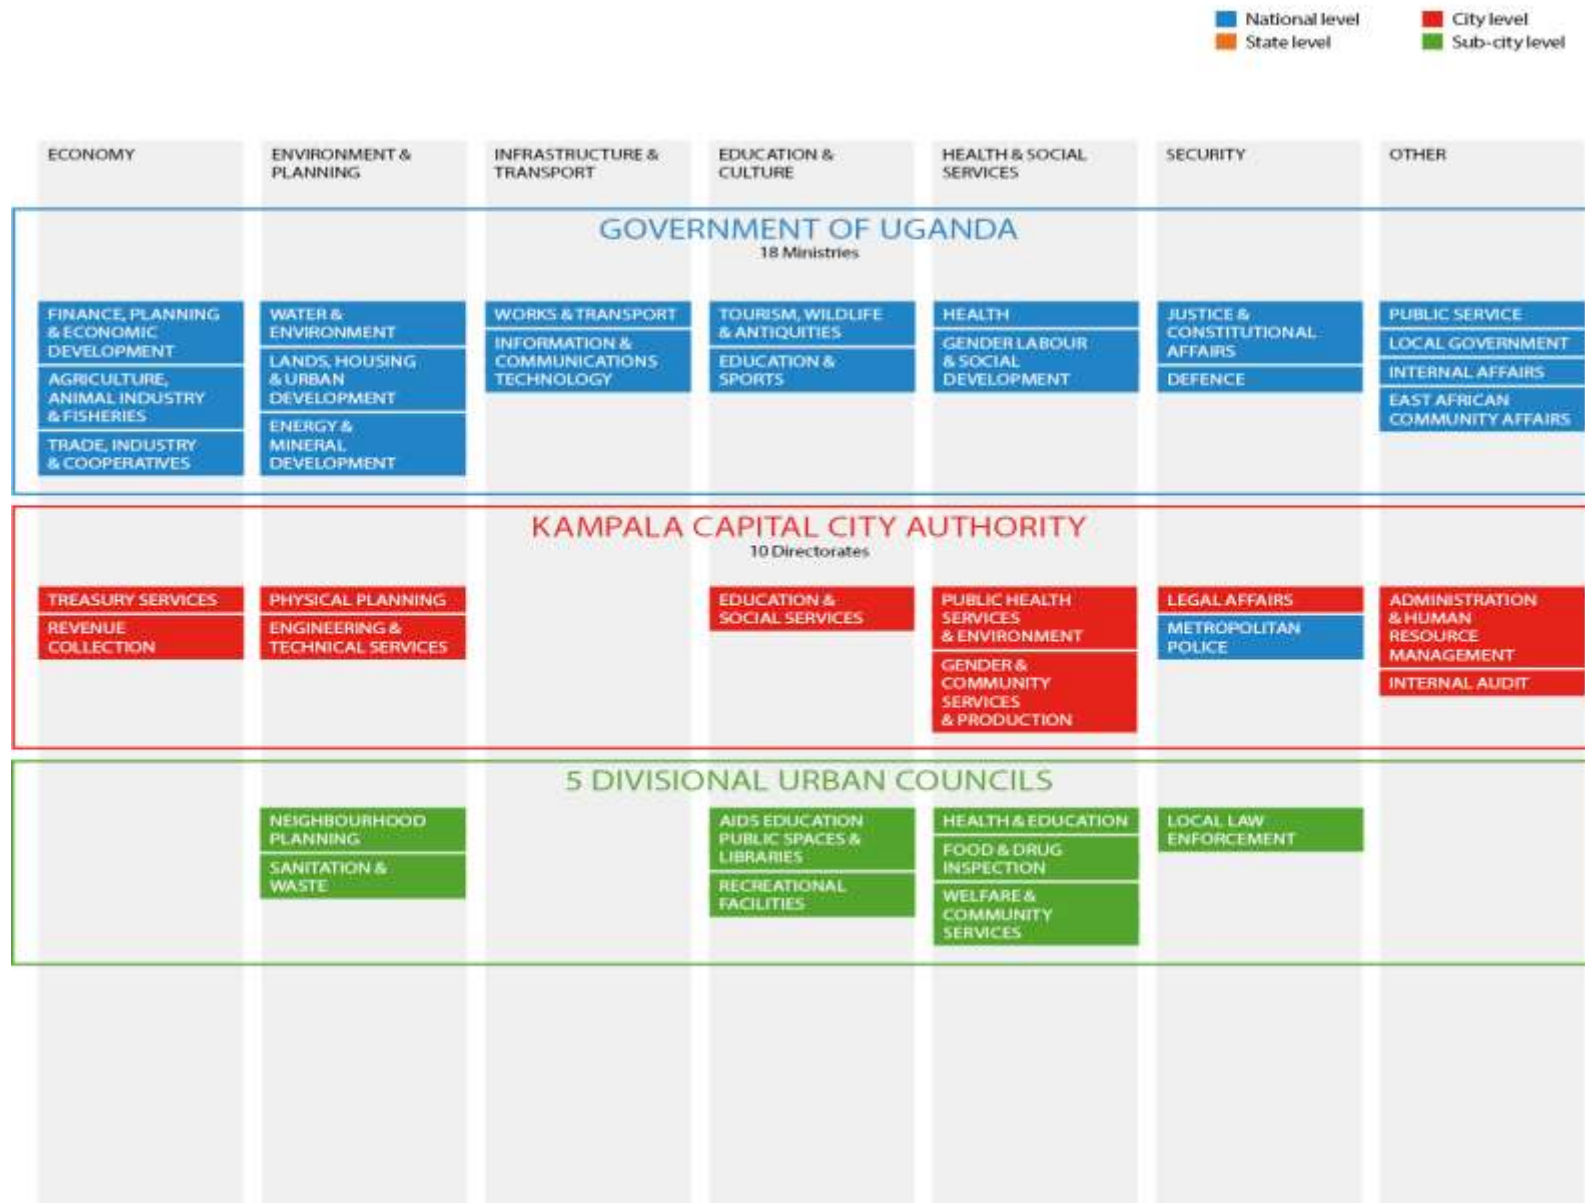 National level
State level
City level
Sub-city level
ECONOMY
ENVIRONMENT &
PLANNING
INFRASTRUCTURE &
TRANSPORT
EDUCATION &
CULTURE
HEALTH & SOCIAL
SERVICES
SECURITY
OTHER
GOVERNMENT OF UGANDA
18 Ministries
FINANCE, PLANNING
& ECONOMIC
DEVELOPMENT
AGRICULTURE,
ANIMAL INDUSTRY
& FISHERIES
TRADE, INDUSTRY
& COOPERATIVES
WATER &
ENVIRONMENT
LANDS, HOUSING
& URBAN
DEVELOPMENT
ENERGY &
MINERAL
DEVELOPMENT
WORKS & TRANSPORT
INFORMATION &
COMMUNICATIONS
TECHNOLOGY
TOURISM, WILDLIFE
& ANTIQUITIES
EDUCATION &
SPORTS
HEALTH
GENDER LABOUR
& SOCIAL
DEVELOPMENT
JUSTICE &
CONSTITUTIONAL
AFFAIRS
DEFENCE
PUBLIC SERVICE
LOCAL GOVERNMENT
INTERNAL AFFAIRS
EAST AFRICAN
COMMUNITY AFFAIRS
KAMPALA CAPITAL CITY AUTHORITY
10 Directorates
TREASURY SERVICES
REVENUE
COLLECTION
PHYSICAL PLANNING
ENGINEERING &
TECHNICAL SERVICES
EDUCATION &
SOCIAL SERVICES
PUBLIC HEALTH
SERVICES
& ENVIRONMENT
GENDER &
COMMUNITY
SERVICES
& PRODUCTION
LEGAL AFFAIRS
METROPOLITAN
POLICE
ADMINISTRATION
& HUMAN
RESOURCE
MANAGEMENT
INTERNAL AUDIT
5 DIVISIONAL URBAN COUNCILS
NEIGHBOURHOOD
PLANNING
SANITATION &
WASTE
AIDS EDUCATION
PUBLIC SPACES &
LIBRARIES
RECREATIONAL
FACILITIES
HEALTH & EDUCATION
FOOD & DRUG
INSPECTION
WELFARE &
COMMUNITY
SERVICES
LOCAL LAW
ENFORCEMENT